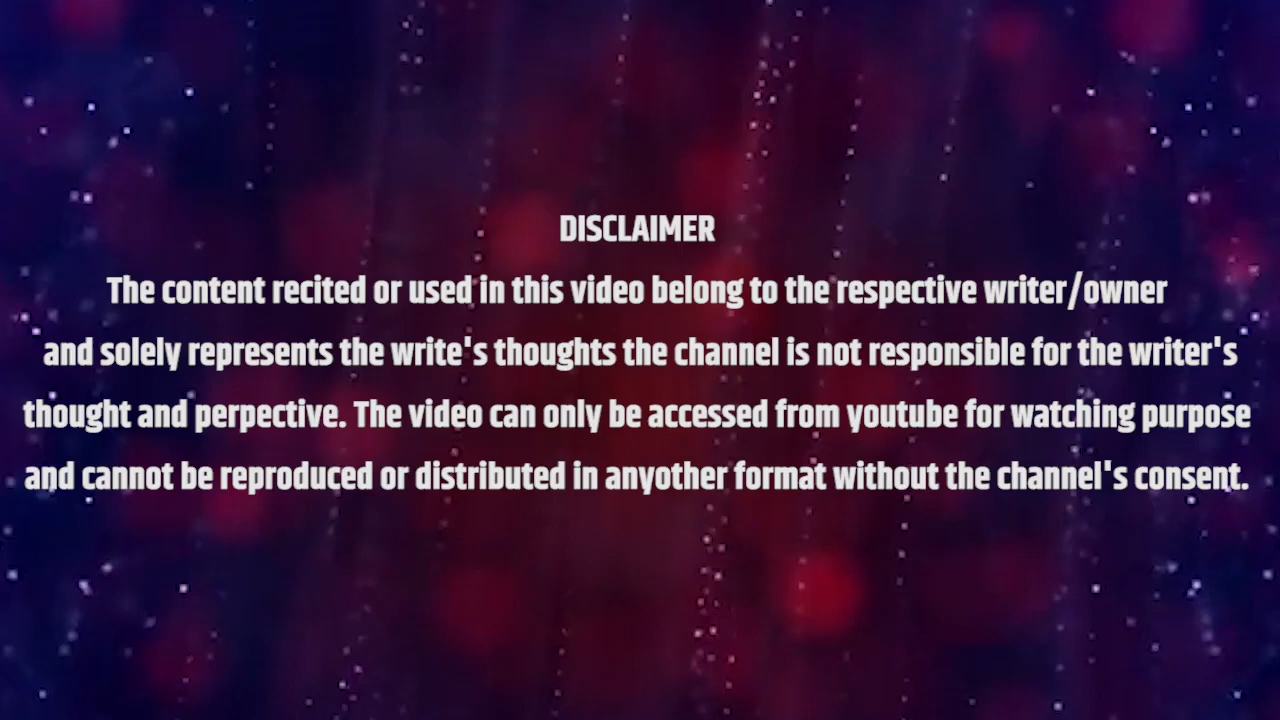 DISCLAIMER
The content recited or used in this video belong to the respective writer/owner
and solely represents the write's thoughts the channel is not responsible for the writer's
thought and perpective. The video can only be accessed from youtube for watching purpose
and cannot be reproduced or distributed in anyother format without the channel's consent.